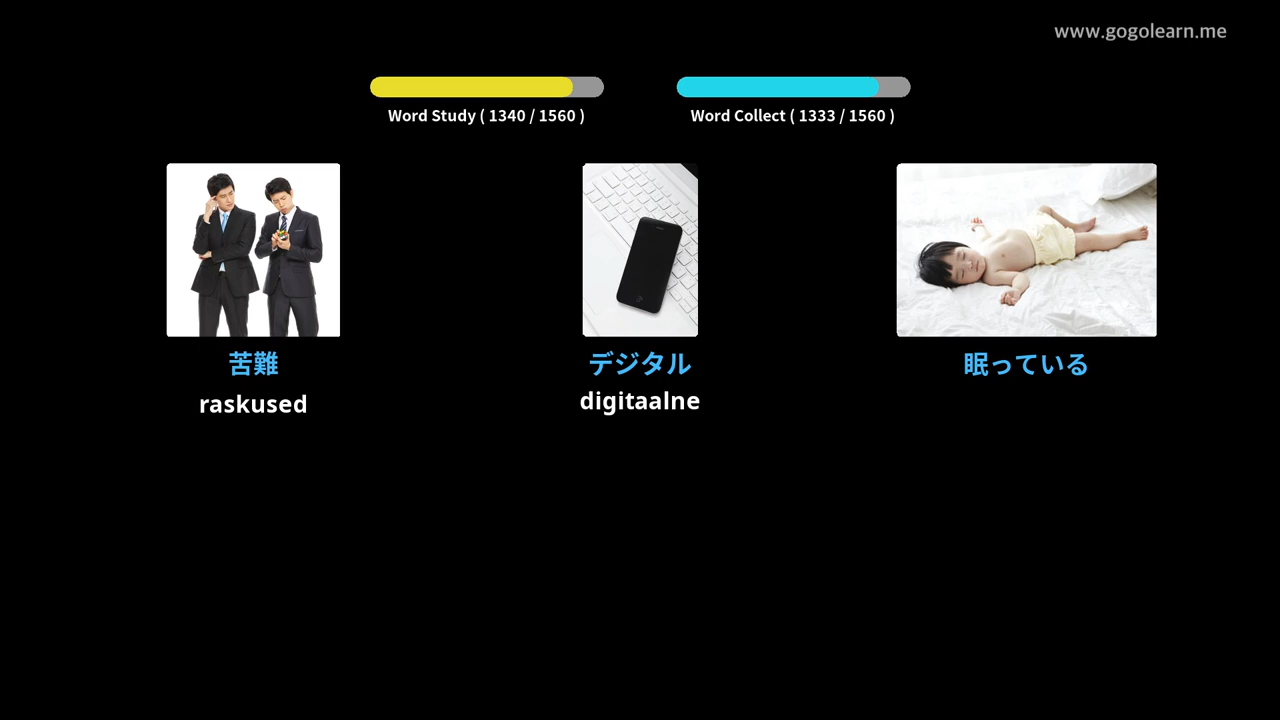 www.gogolearn.me
Word Study ( 1340 / 1560 )
Word Collect ( 1333 / 1560 )
苦難
raskused
デジタル
digitaalne
眠っている